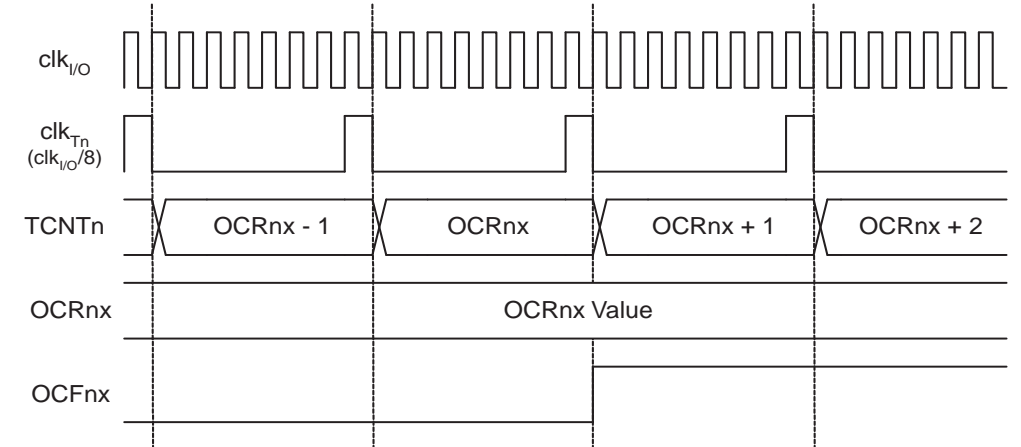 clkI/O
clkTn
(clkI/O/8)
TCNTn OCRnx - 1 OCRnx OCRnx + 1 OCRnx + 2
OCRnx OCRnx Value
OCFnx